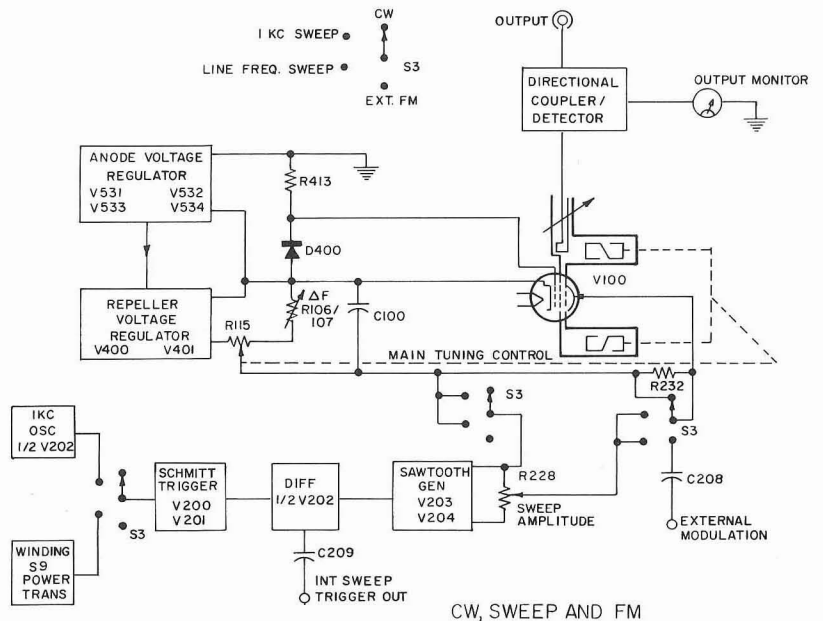 CW
1 KC SWEEP
LINE FREQ. SWEEP
S3
EXT. FM
OUTPUT
DIRECTIONAL
COUPLER/
DETECTOR
OUTPUT MONITOR
ANODE VOLTAGE
REGULATOR
V531 V532
V533 V534
R413
D400
REPELLER
VOLTAGE
REGULATOR
V400 V401
R115
ΔF
R106/
107
C100
V100
MAIN TUNING CONTROL
R232
S3
S3
1KC
OSC
1/2 V202
S3
SCHMITT
TRIGGER
V200
V201
DIFF
1/2 V202
SAWTOOTH
GEN
V203
V204
R228
SWEEP
AMPLITUDE
C208
EXTERNAL
MODULATION
WINDING
S9
POWER
TRANS
C209
INT SWEEP
TRIGGER OUT
CW, SWEEP AND FM